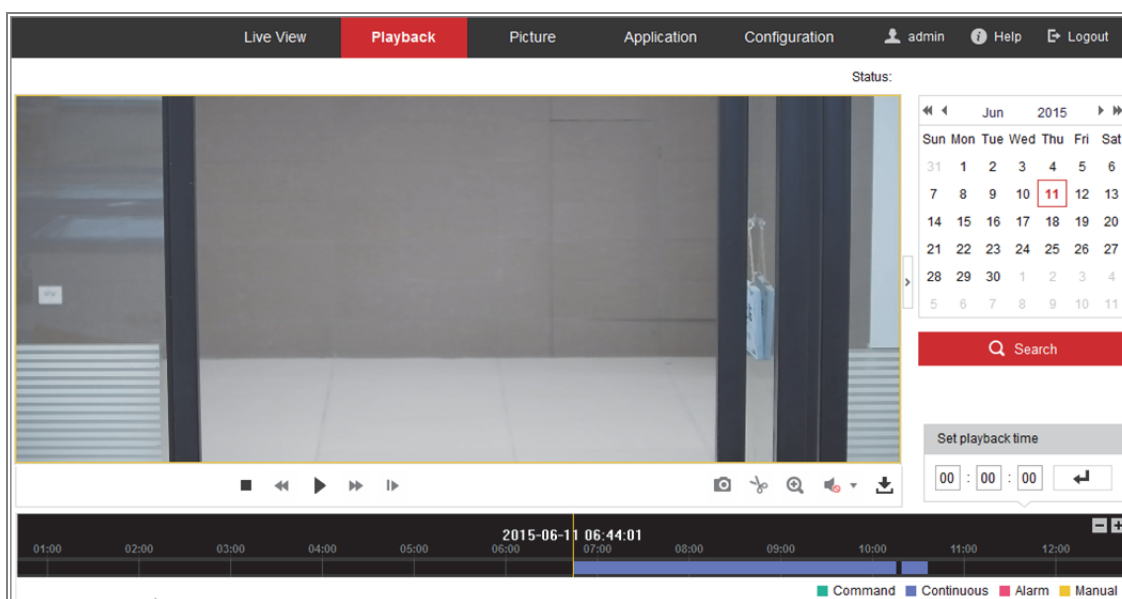 Live View Playback Picture Application Configuration admin Help Logout
Status:
Jun 2015
Sun Mon Tue Wed Thu Fri Sat
31 1 2 3 4 5 6
7 8 9 10 11 12 13
14 15 16 17 18 19 20
21 22 23 24 25 26 27
28 29 30 1 2 3 4
5 6 7 8 9 10 11
Search
Set playback time
00 : 00 : 00
2015-06-11 06:44:01
01:00 02:00 03:00 04:00 05:00 06:00 07:00 08:00 09:00 10:00 11:00 12:00
Command Continuous Alarm Manual